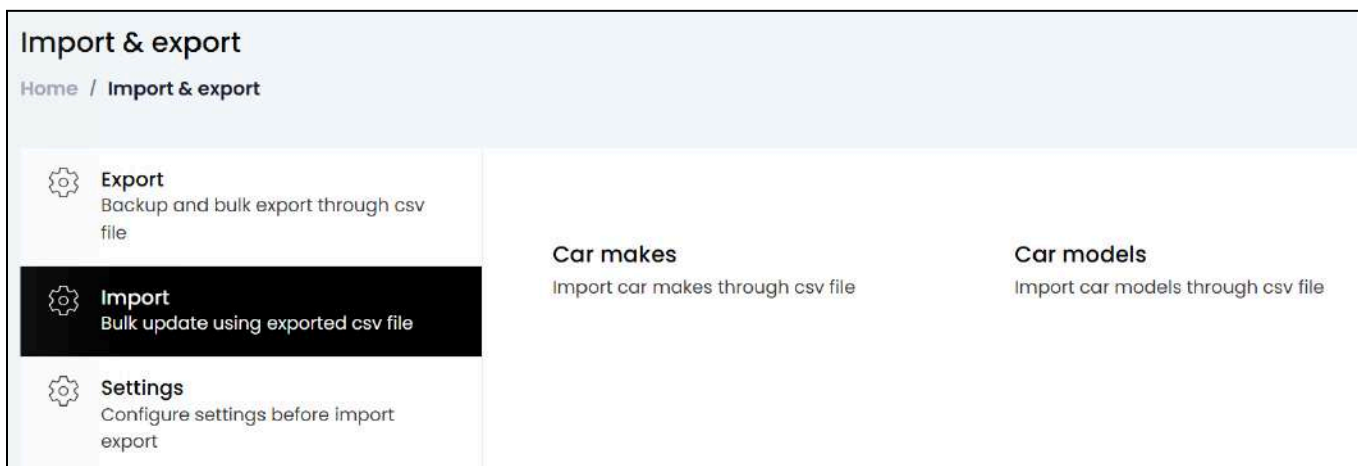 Import & export
Home / Import & export
Export
Backup and bulk export through csv
file
Import
Bulk update using exported csv file
Settings
Configure settings before import
export
Car makes
Import car makes through csv file
Car models
Import car models through csv file